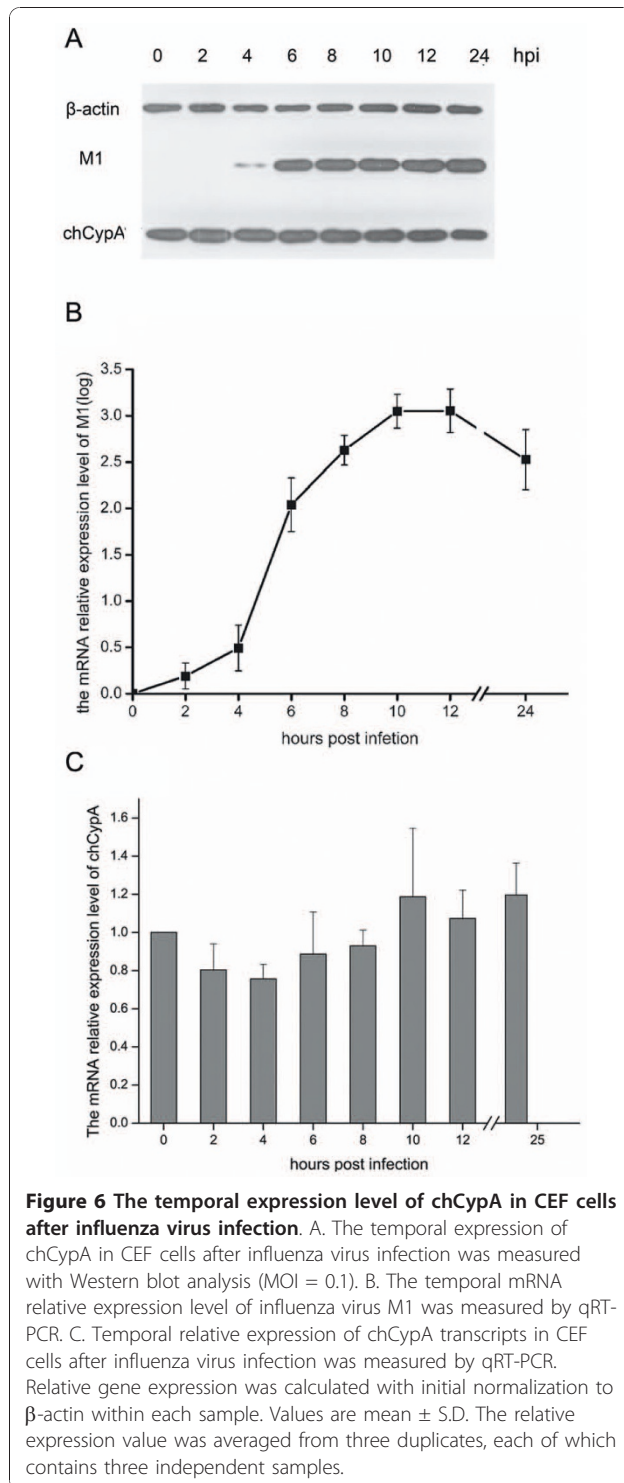 A
0 2 4 6 8 10 12 24 hpi
β-actin
M1
chCypA
B
the mRNA relative expression level of M1(log)
3.5
3.0
2.5
2.0
1.5
1.0
0.5
0.0
0 2 4 6 8 10 12 24
hours post infetion
C
The mRNA relative expression level of chCypA
1.6
1.4
1.2
1.0
0.8
0.6
0.4
0.2
0.0
0 2 4 6 8 10 12 25
hours post infection
Figure 6 The temporal expression level of chCypA in CEF cells
after influenza virus infection. A. The temporal expression of
chCypA in CEF cells after influenza virus infection was measured
with Western blot analysis (MOI = 0.1). B. The temporal mRNA
relative expression level of influenza virus M1 was measured by qRT-
PCR. C. Temporal relative expression of chCypA transcripts in CEF
cells after influenza virus infection was measured by qRT-PCR.
Relative gene expression was calculated with initial normalization to
β-actin within each sample. Values are mean ± S.D. The relative
expression value was averaged from three duplicates, each of which
contains three independent samples.